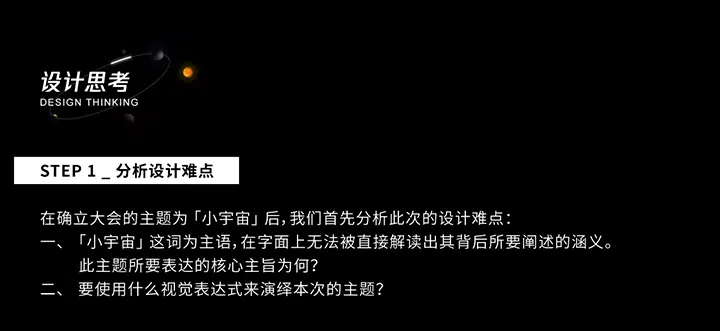 设计思考
DESIGN THINKING
STEP 1 _ 分析设计难点
在确立大会的主题为「小宇宙」后，我们首先分析此次的设计难点：
一、「小宇宙」这词为主语，在字面上无法被直接解读出其背后所要阐述的涵义。
此主题所要表达的核心主旨为何？
二、 要使用什么视觉表达式来演绎本次的主题？